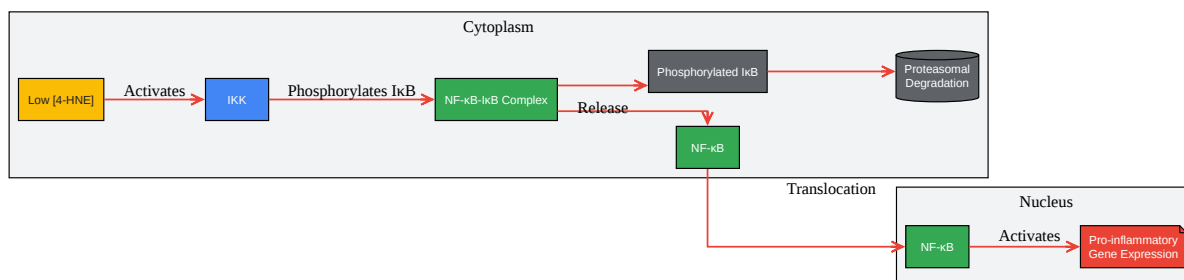 Cytoplasm
Low [4-HNE]
Activates
IKK
Phosphorylates IκB
NF-κB-IκB Complex
Phosphorylated IκB
Proteasomal
Degradation
Release
NF-κB
Translocation
Nucleus
NF-κB
Activates
Pro-inflammatory
Gene Expression